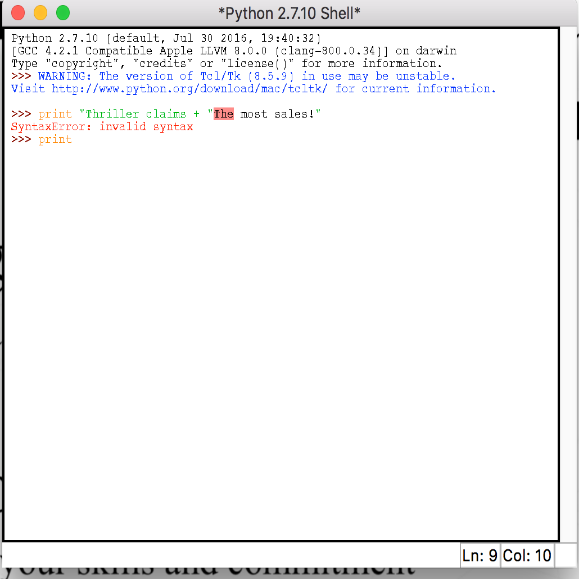 *Python 2.7.10 Shell*
Python 2.7.10 (default, Jul 30 2016, 19:40:32)
[GCC 4.2.1 Compatible Apple LLVM 8.0.0 (clang-800.0.34)] on darwin
Type "copyright", "credits" or "license()" for more information.
>>> WARNING: The version of Tcl/Tk (8.5.9) in use may be unstable.
Visit http://www.python.org/download/mac/tcltk/ for current information.
>>> print "Thriller claims + "The most sales!"
SyntaxError: invalid syntax
>>> print
Ln: 9 Col: 10
your skills and commitment